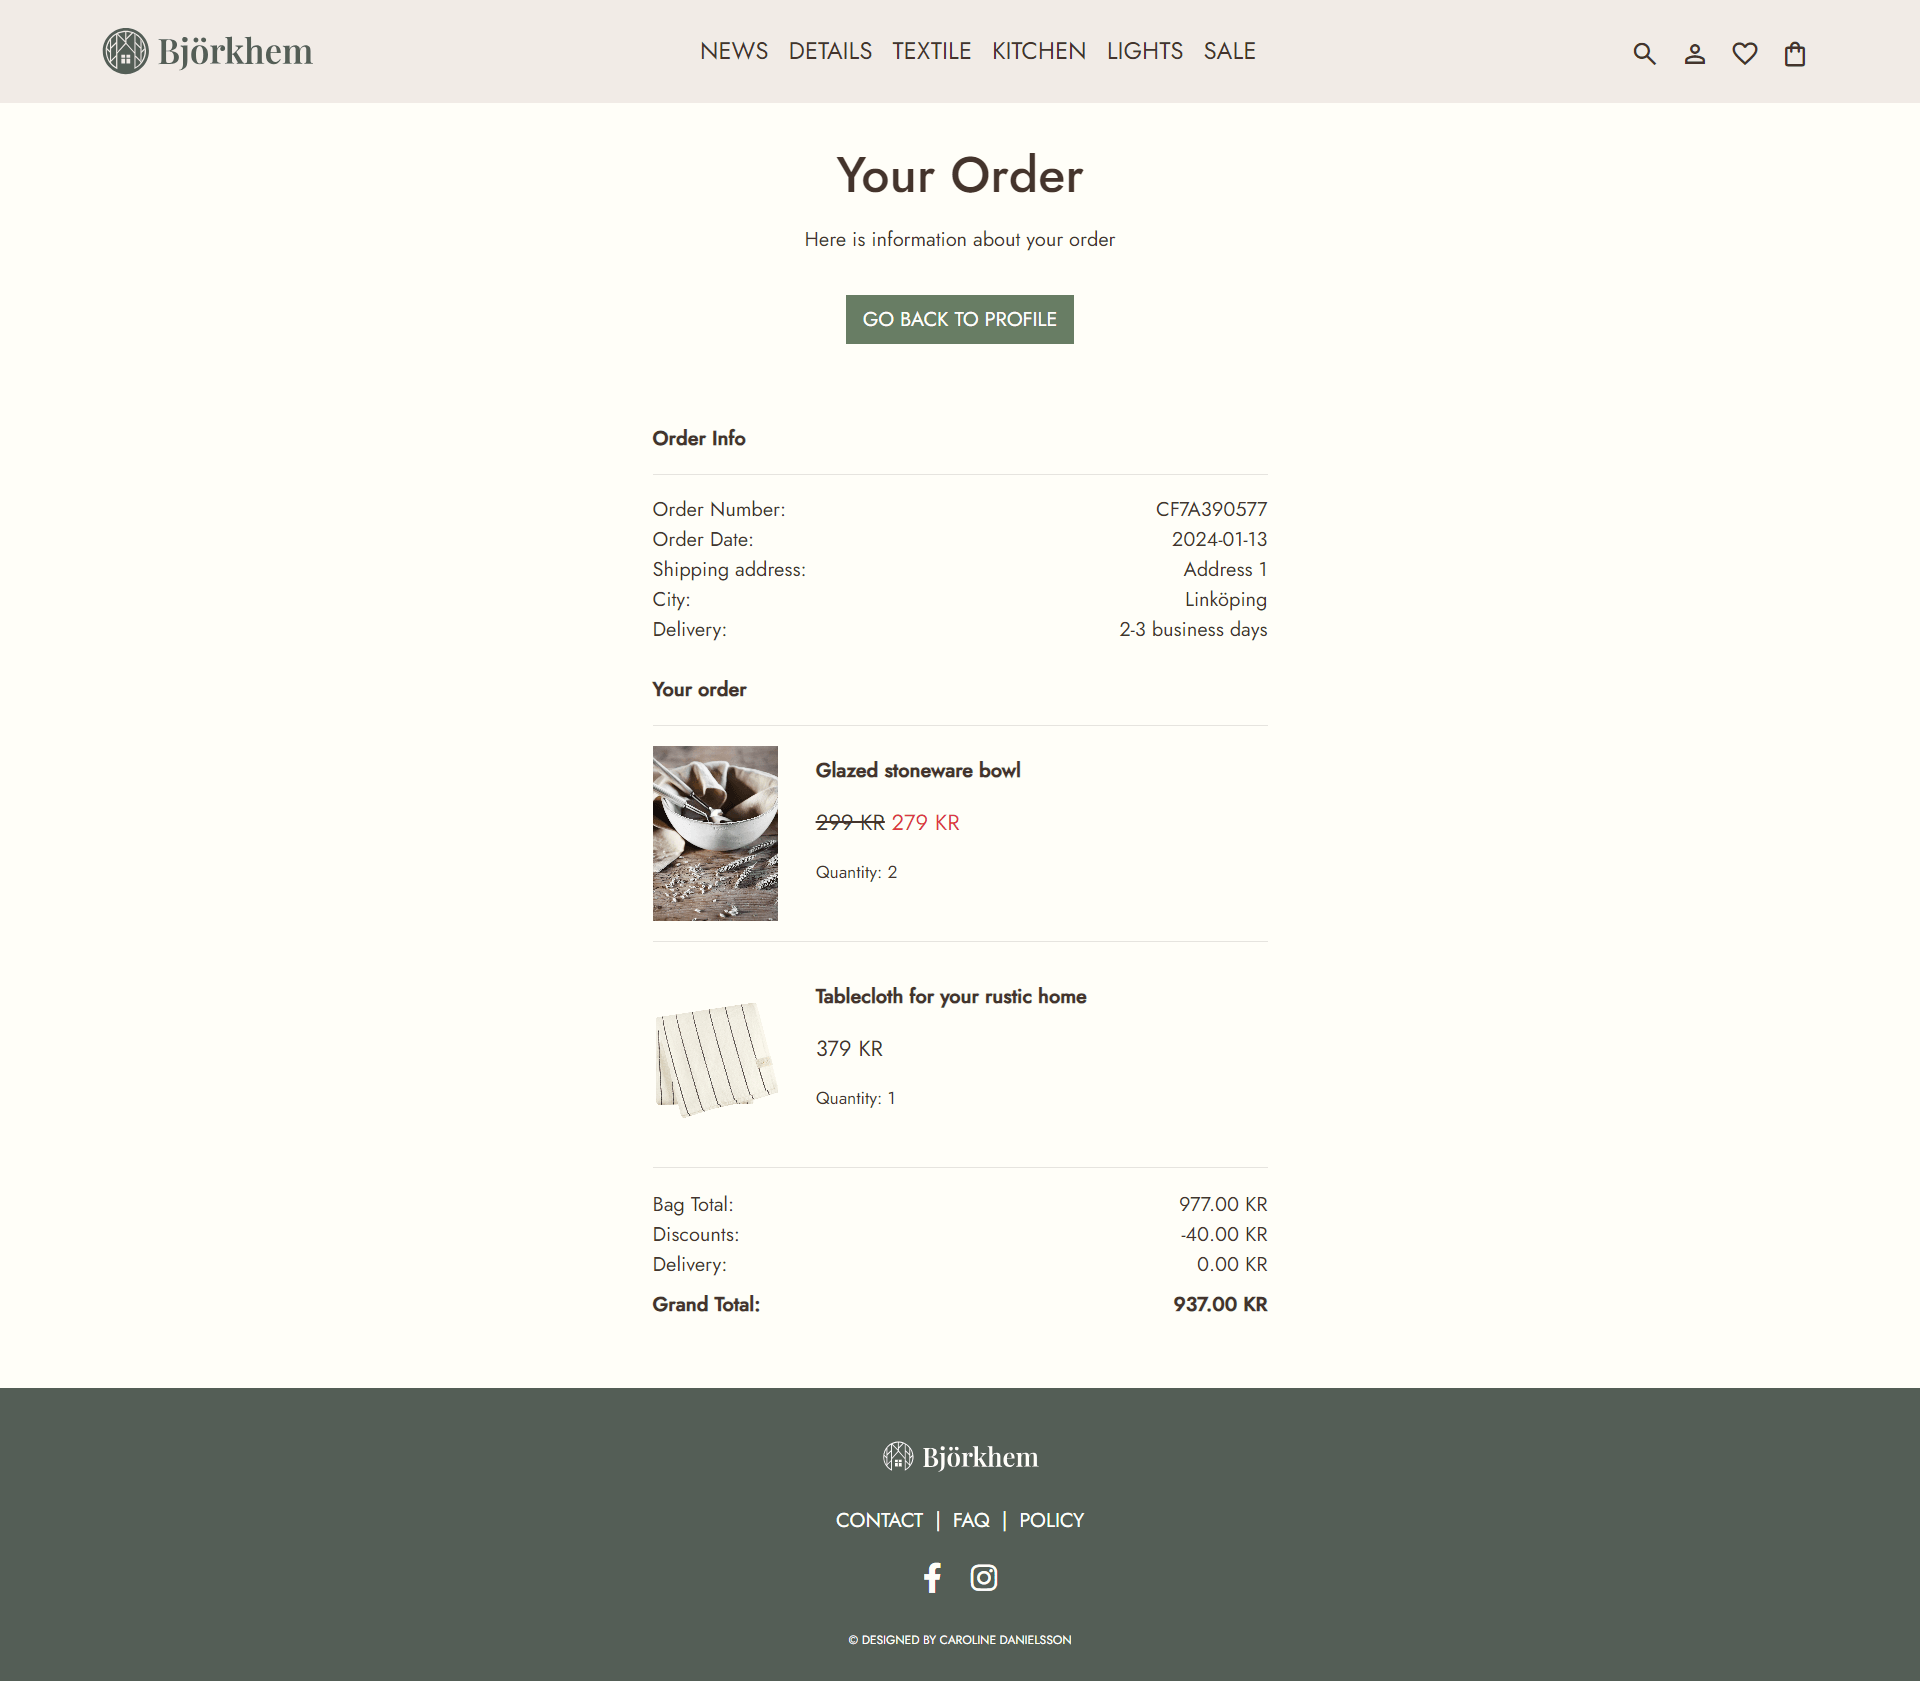 Björkhem
NEWS DETAILS TEXTILE KITCHEN LIGHTS SALE
Your Order
Here is information about your order
GO BACK TO PROFILE
Order Info
Order Number: CF7A390577
Order Date: 2024-01-13
Shipping address: Address 1
City: Linköping
Delivery: 2-3 business days
Your order
Glazed stoneware bowl
299 KR 279 KR
Quantity: 2
Tablecloth for your rustic home
379 KR
Quantity: 1
Bag Total: 977.00 KR
Discounts: -40.00 KR
Delivery: 0.00 KR
Grand Total: 937.00 KR
Björkhem
CONTACT | FAQ | POLICY
© DESIGNED BY CAROLINE DANIELSSON